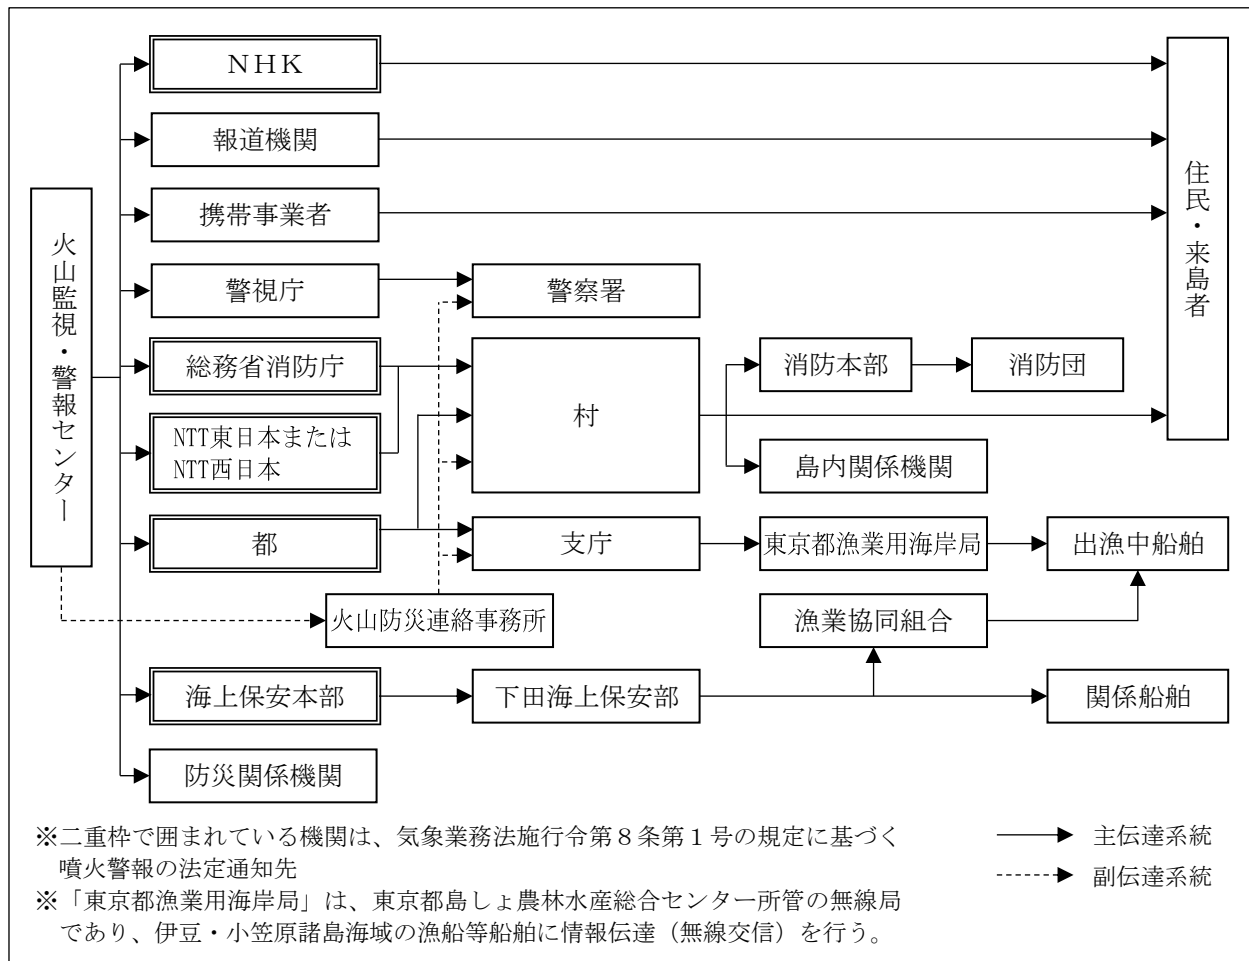 ＮＨＫ
報道機関
携帯事業者
火山監視・警報センター
住民・来島者
警視庁
警察署
総務省消防庁
村
消防本部
消防団
NTT東日本または
NTT西日本
島内関係機関
都
支庁
東京都漁業用海岸局
出漁中船舶
火山防災連絡事務所
漁業協同組合
海上保安本部
下田海上保安部
関係船舶
防災関係機関
※二重枠で囲まれている機関は、気象業務法施行令第８条第１号の規定に基づく
噴火警報の法定通知先
※「東京都漁業用海岸局」は、東京都島しょ農林水産総合センター所管の無線局
であり、伊豆・小笠原諸島海域の漁船等船舶に情報伝達（無線交信）を行う。
主伝達系統
副伝達系統